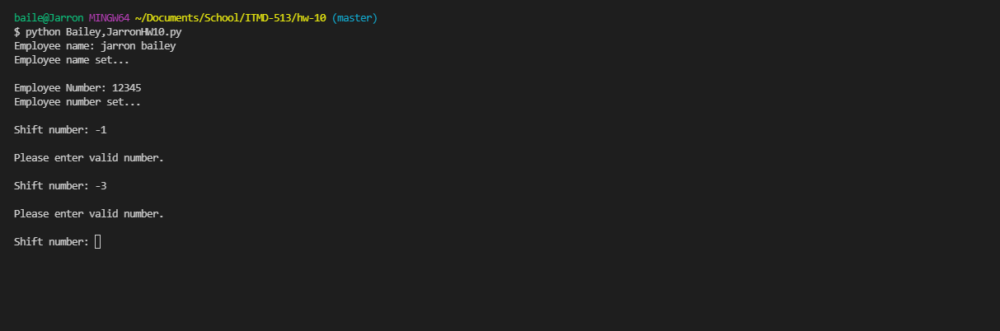 baile@Jarron MINGW64 ~/Documents/School/ITMD-513/hw-10 (master)
$ python Bailey,JarronHW10.py
Employee name: jarron bailey
Employee name set...
Employee Number: 12345
Employee number set...
Shift number: -1
Please enter valid number.
Shift number: -3
Please enter valid number.
Shift number: